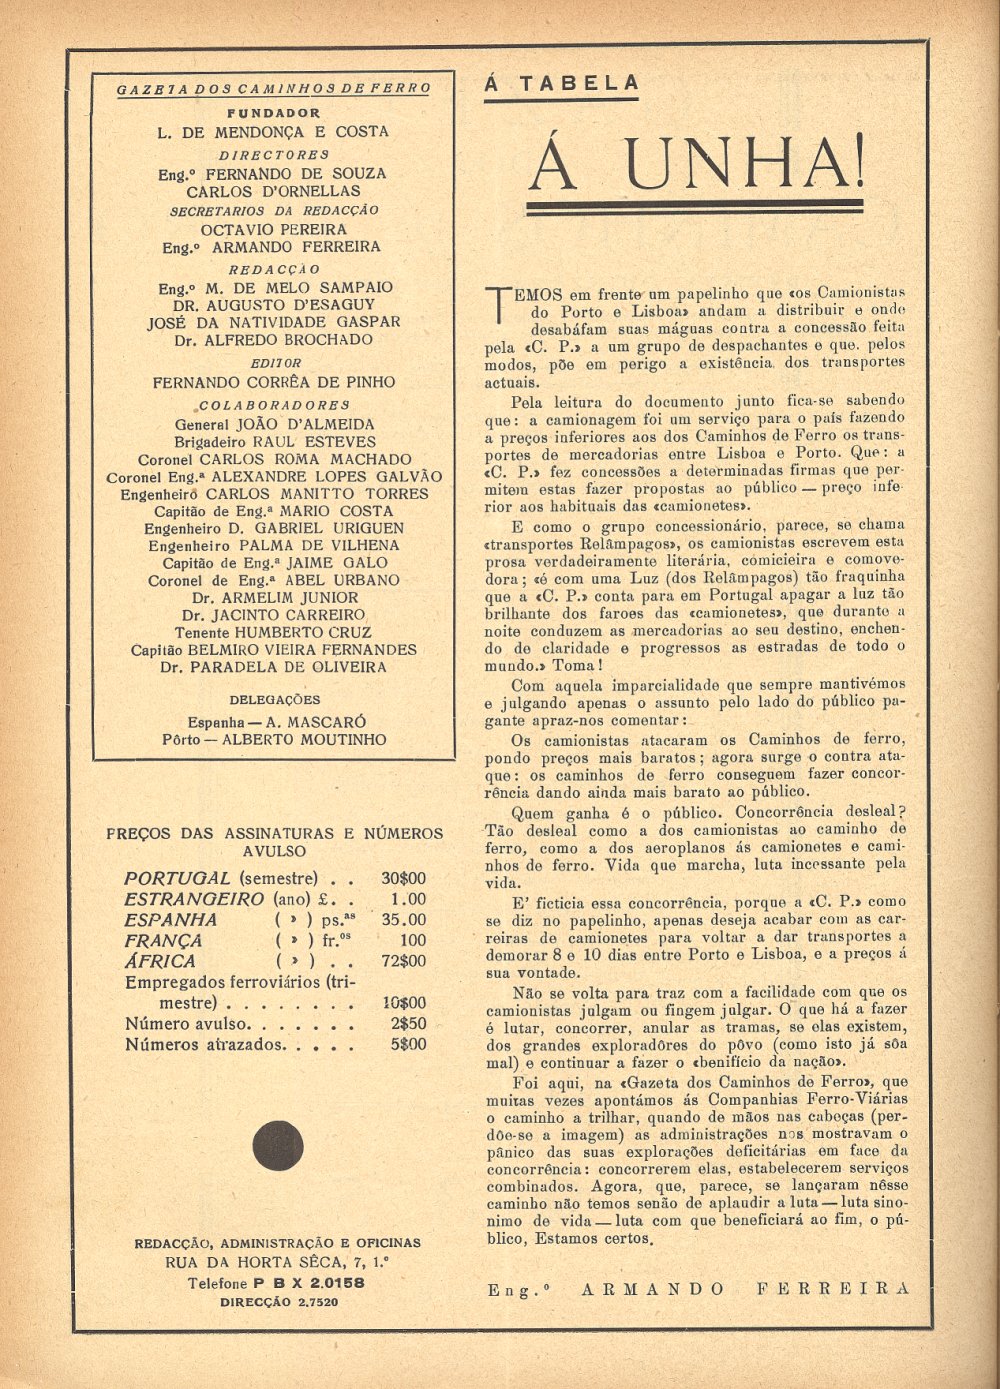 GAZETA DOS CAMINHOS DE FERRO
FUNDADOR
L. DE MENDONÇA E COSTA
DIRECTORES
Eng.º FERNANDO DE SOUZA
CARLOS D'ORNELLAS
SECRETARIOS DA REDACÇÃO
OCTAVIO PEREIRA
Eng.º ARMANDO FERREIRA
REDACÇÃO
Eng.º M. DE MELO SAMPAIO
DR. AUGUSTO D'ESAGUY
JOSÉ DA NATIVIDADE GASPAR
Dr. ALFREDO BROCHADO
EDITOR
FERNANDO CORRÊA DE PINHO
COLABORADORES
General JOÃO D'ALMEIDA
Brigadeiro RAUL ESTEVES
Coronel CARLOS ROMA MACHADO
Coronel Eng.ª ALEXANDRE LOPES GALVÃO
Engenheiro CARLOS MANITTO TORRES
Capitão de Eng.ª MARIO COSTA
Engenheiro D. GABRIEL URIGUEN
Engenheiro PALMA DE VILHENA
Capitão de Eng.ª JAIME GALO
Coronel de Eng.ª ABEL URBANO
Dr. ARMELIM JUNIOR
Dr. JACINTO CARREIRO
Tenente HUMBERTO CRUZ
Capitão BELMIRO VIEIRA FERNANDES
Dr. PARADELA DE OLIVEIRA
DELEGAÇÕES
Espanha — A. MASCARÓ
Pôrto — ALBERTO MOUTINHO
PREÇOS DAS ASSINATURAS E NÚMEROS
AVULSO
PORTUGAL (semestre) . . 30$00
ESTRANGEIRO (ano) £. . 1.00
ESPANHA ( » ) ps.as 35.00
FRANÇA ( » ) fr.os 100
ÁFRICA ( » ) . . 72$00
Empregados ferroviários (tri-
mestre) . . . . . . . . 10$00
Número avulso. . . . . . . 2$50
Números atrazados. . . . . 5$00
REDACÇÃO, ADMINISTRAÇÃO E OFICINAS
RUA DA HORTA SÊCA, 7, 1.º
Telefone P B X 2.0158
DIRECÇÃO 2.7520
Á TABELA
Á UNHA!
TEMOS em frente um papelinho que «os Camionistas
do Porto e Lisboa» andam a distribuir e onde
desabáfam suas máguas contra a concessão feita
pela «C. P.» a um grupo de despachantes e que. pelos
modos, põe em perigo a existência dos transportes
actuais.
Pela leitura do documento junto fica-se sabendo
que: a camionagem foi um serviço para o país fazendo
a preços inferiores aos dos Caminhos de Ferro os trans-
portes de mercadorias entre Lisboa e Porto. Que: a
«C. P.» fez concessões a determinadas firmas que per-
mitem estas fazer propostas ao público — preço infe-
rior aos habituais das «camionetes».
E como o grupo concessionário, parece, se chama
«transportes Relâmpagos», os camionistas escrevem esta
prosa verdadeiramente literária, comicieira e comove-
dora; «é com uma Luz (dos Relâmpagos) tão fraquinha
que a «C. P.» conta para em Portugal apagar a luz tão
brilhante dos faroes das «camionetes», que durante a
noite conduzem as mercadorias ao seu destino, enchen-
do de claridade e progressos as estradas de todo o
mundo.» Toma!
Com aquela imparcialidade que sempre mantivémos
e julgando apenas o assunto pelo lado do público pa-
gante apraz-nos comentar:
Os camionistas atacaram os Caminhos de ferro,
pondo preços mais baratos; agora surge o contra ata-
que: os caminhos de ferro conseguem fazer concor-
rência dando ainda mais barato ao público.
Quem ganha é o público. Concorrência desleal?
Tão desleal como a dos camionistas ao caminho de
ferro, como a dos aeroplanos ás camionetes e cami-
nhos de ferro. Vida que marcha, luta incessante pela
vida.
E' ficticia essa concorrência, porque a «C. P.» como
se diz no papelinho, apenas deseja acabar com as car-
reiras de camionetes para voltar a dar transportes a
demorar 8 e 10 dias entre Porto e Lisboa, e a preços á
sua vontade.
Não se volta para traz com a facilidade com que os
camionistas julgam ou fingem julgar. O que há a fazer
é lutar, concorrer, anular as tramas, se elas existem,
dos grandes exploradôres do pôvo (como isto já sôa
mal) e continuar a fazer o «benifício da nação».
Foi aqui, na «Gazeta dos Caminhos de Ferro», que
muitas vezes apontámos ás Companhias Ferro-Viárias
o caminho a trilhar, quando de mãos nas cabeças (per-
dôe-se a imagem) as administrações nos mostravam o
pânico das suas explorações deficitárias em face da
concorrência: concorrerem elas, estabelecerem serviços
combinados. Agora, que, parece, se lançaram nêsse
caminho não temos senão de aplaudir a luta — luta sino-
nimo de vida — luta com que beneficiará ao fim, o pú-
blico, Estamos certos.
Eng.º ARMANDO FERREIRA